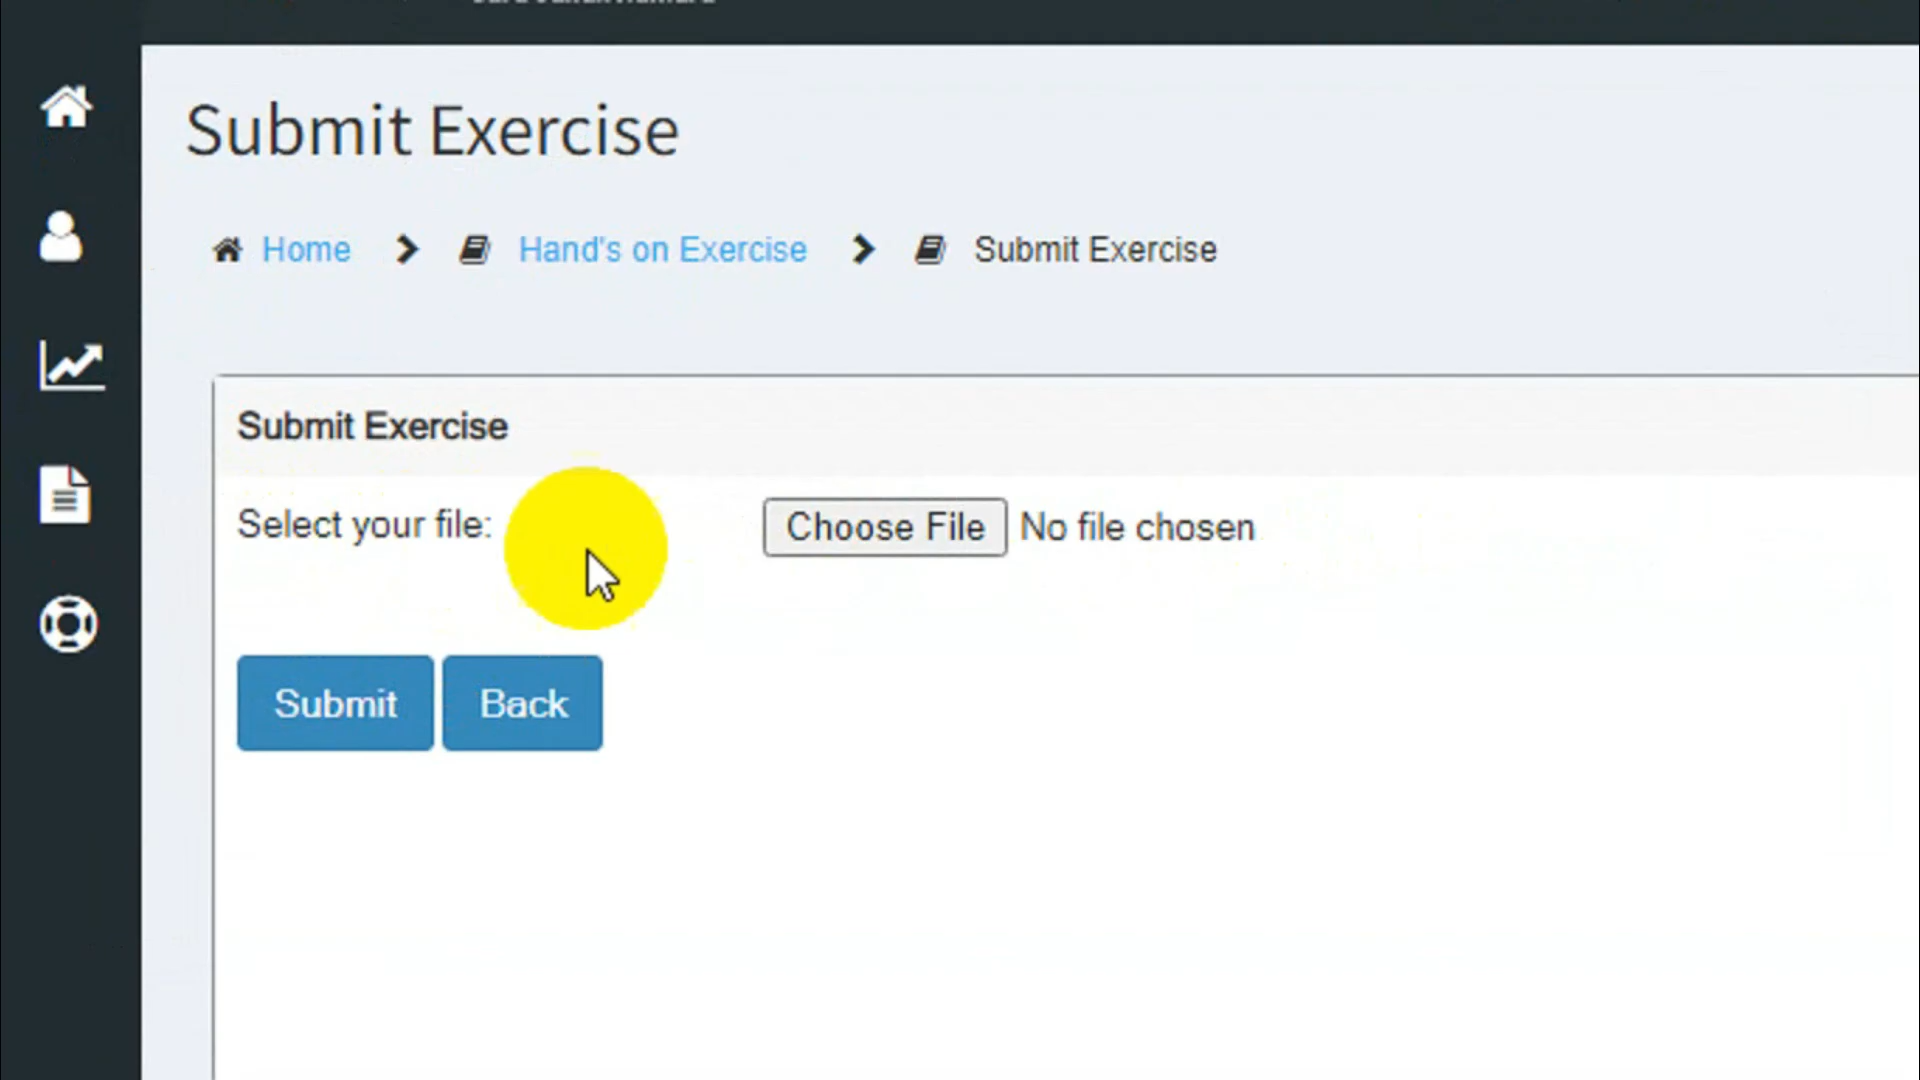 Submit Exercise
Home Hand's on Exercise Submit Exercise
Submit Exercise
Select your file: Choose File No file chosen
Submit Back